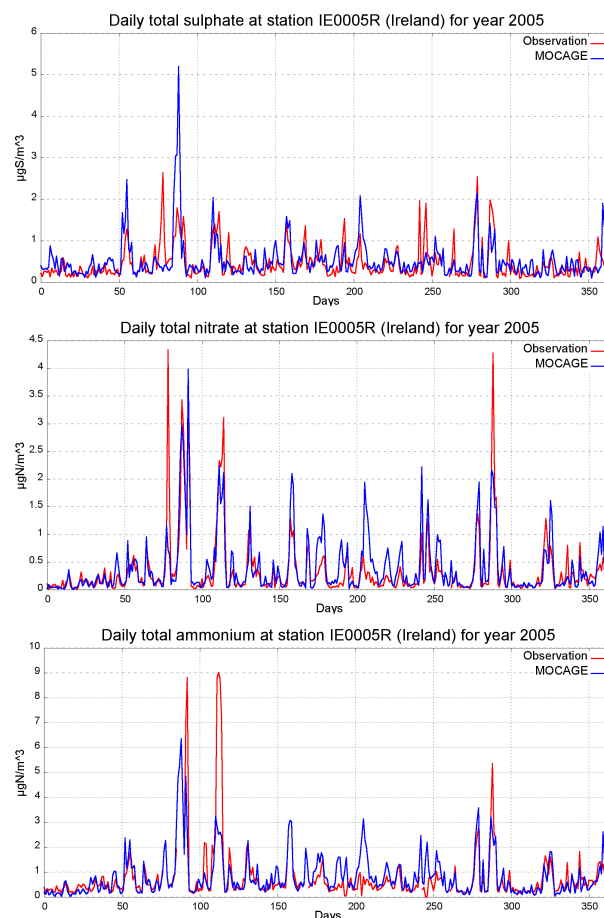 Daily total sulphate at station IE0005R (Ireland) for year 2005
Observation
MOCAGE
µgS/m^3
6
5
4
3
2
1
0
0 50 100 150 200 250 300 350
Days
Daily total nitrate at station IE0005R (Ireland) for year 2005
Observation
MOCAGE
µgN/m^3
4.5
4
3.5
3
2.5
2
1.5
1
0.5
0
0 50 100 150 200 250 300 350
Days
Daily total ammonium at station IE0005R (Ireland) for year 2005
Observation
MOCAGE
µgN/m^3
10
9
8
7
6
5
4
3
2
1
0
0 50 100 150 200 250 300 350
Days